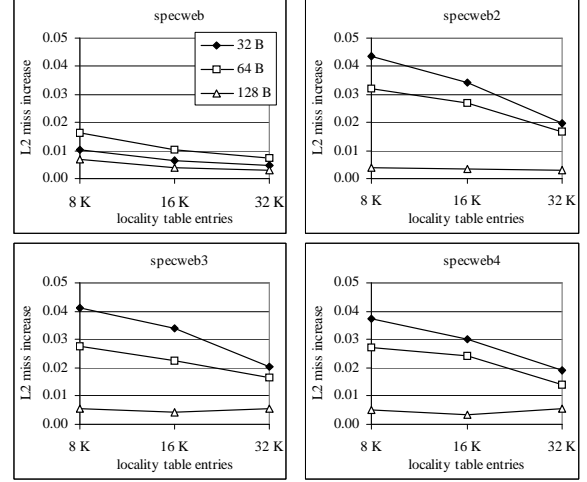 specweb
0.05
0.04
0.03
0.02
0.01
0.00
L2 miss increase
32 B
64 B
128 B
8 K
16 K
32 K
locality table entries
specweb2
0.05
0.04
0.03
0.02
0.01
0.00
L2 miss increase
8 K
16 K
32 K
locality table entries
specweb3
0.05
0.04
0.03
0.02
0.01
0.00
L2 miss increase
8 K
16 K
32 K
locality table entries
specweb4
0.05
0.04
0.03
0.02
0.01
0.00
L2 miss increase
8 K
16 K
32 K
locality table entries